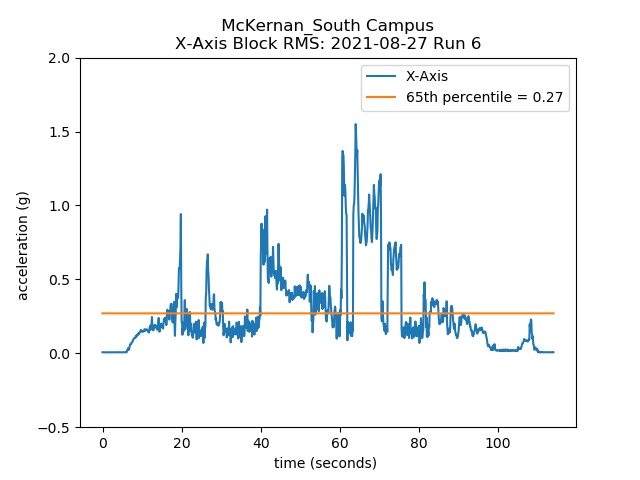 McKernan_South Campus
X-Axis Block RMS: 2021-08-27 Run 6
X-Axis
65th percentile = 0.27
acceleration (g)
2.0
1.5
1.0
0.5
0.0
−0.5
0 20 40 60 80 100
time (seconds)